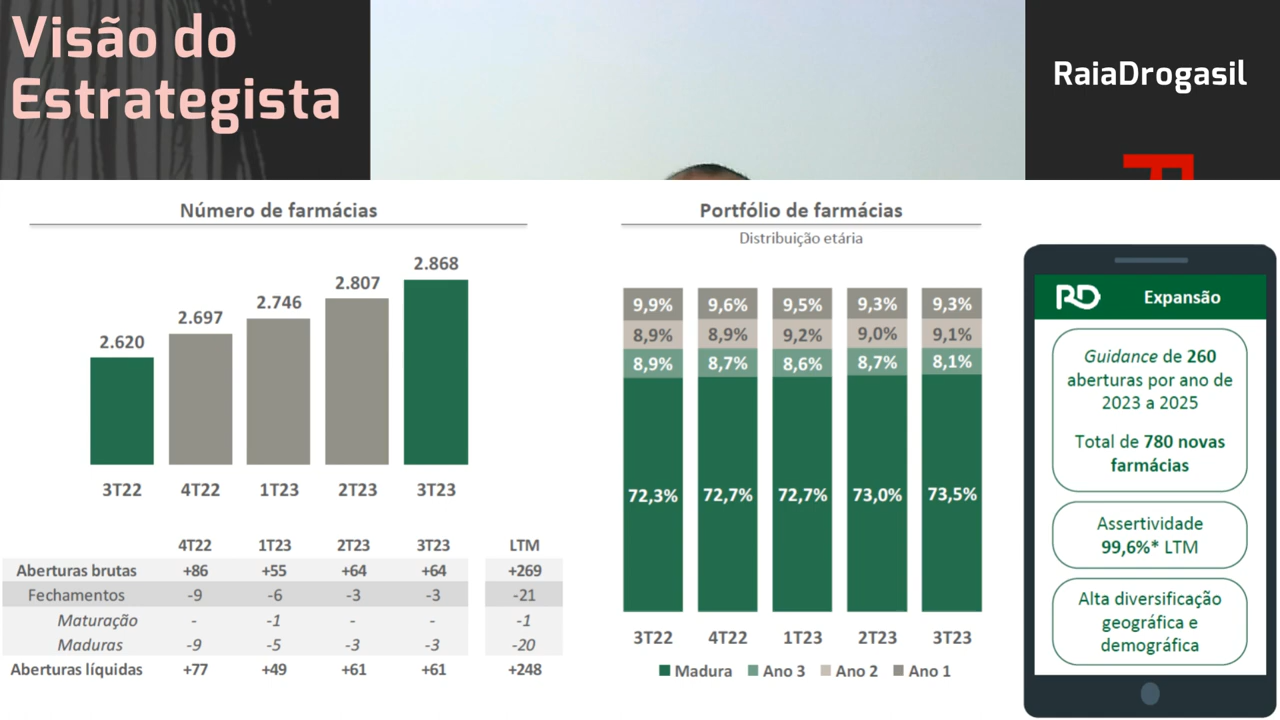 Visão do
Estrategista
RaiaDrogasil
Número de farmácias
2.620
2.697
2.746
2.807
2.868
3T22 4T22 1T23 2T23 3T23
4T22 1T23 2T23 3T23 LTM
Aberturas brutas +86 +55 +64 +64 +269
Fechamentos -9 -6 -3 -3 -21
Maturação - -1 - - -1
Maduras -9 -5 -3 -3 -20
Aberturas líquidas +77 +49 +61 +61 +248
Portfólio de farmácias
Distribuição etária
9,9% 9,6% 9,5% 9,3% 9,3%
8,9% 8,9% 9,2% 9,0% 9,1%
8,9% 8,7% 8,6% 8,7% 8,1%
72,3% 72,7% 72,7% 73,0% 73,5%
3T22 4T22 1T23 2T23 3T23
Madura Ano 3 Ano 2 Ano 1
RD Expansão
Guidance de 260
aberturas por ano de
2023 a 2025
Total de 780 novas
farmácias
Assertividade
99,6%* LTM
Alta diversificação
geográfica e
demográfica